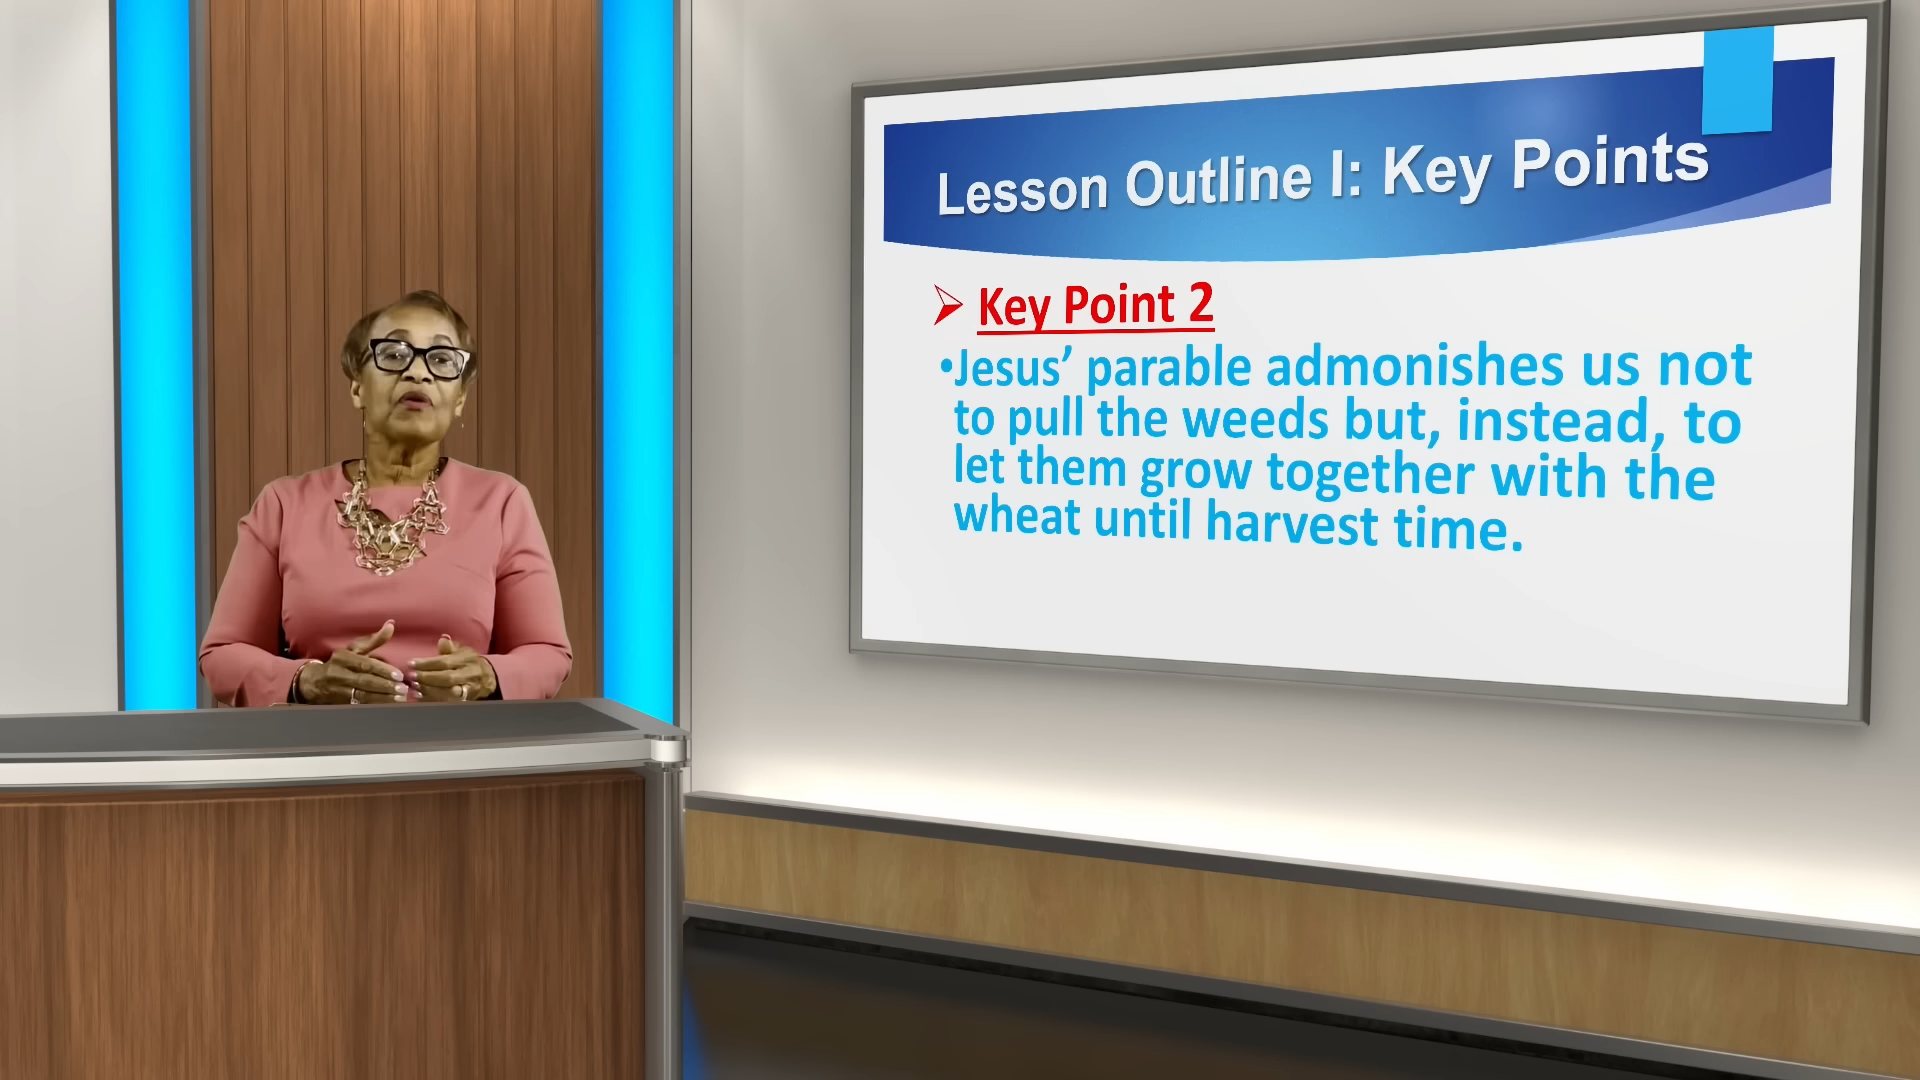 Lesson Outline I: Key Points
Key Point 2
•Jesus’ parable admonishes us not
to pull the weeds but, instead, to
let them grow together with the
wheat until harvest time.